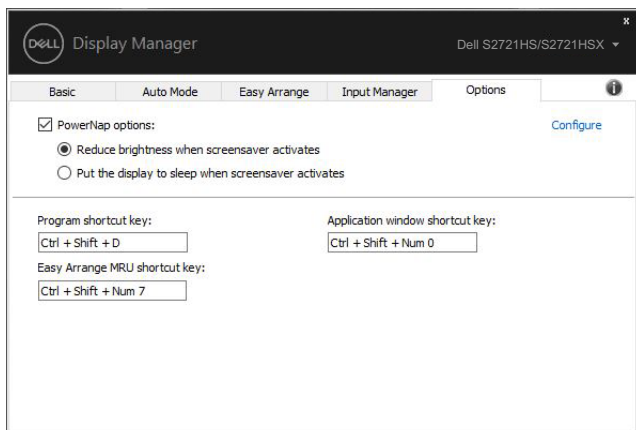 x
DELL Display Manager
Dell S2721HS/S2721HSX
Basic Auto Mode Easy Arrange Input Manager Options
PowerNap options: Configure
Reduce brightness when screensaver activates
Put the display to sleep when screensaver activates
Program shortcut key: Application window shortcut key:
Ctrl + Shift + D Ctrl + Shift + Num 0
Easy Arrange MRU shortcut key:
Ctrl + Shift + Num 7